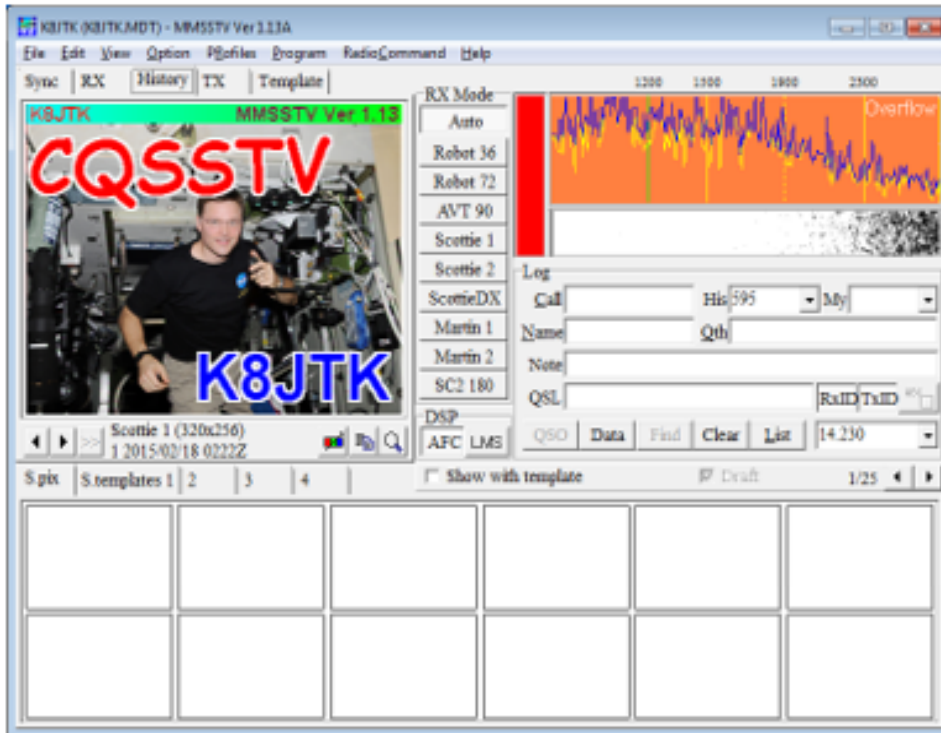 K8JTK (K8JTK.MDT) - MMSSTV Ver 1.13A
File Edit View Option PRofiles Program RadioCommand Help
Sync RX History TX Template
K8JTK MMSSTV Ver 1.13
CQSSTV
K8JTK
Scottie 1 (320x256)
1 2015/02/18 0222Z
RX Mode
Auto
Robot 36
Robot 72
AVT 90
Scottie 1
Scottie 2
ScottieDX
Martin 1
Martin 2
SC2 180
DSP
AFC LMS
1200 1500 1900 2300
Overflow
Log
Call His 595 My
Name Qth
Note
QSL RxID TxID
QSO Data Find Clear List 14.230
S.pix S.templates 1 2 3 4
Show with template Draft 1/25